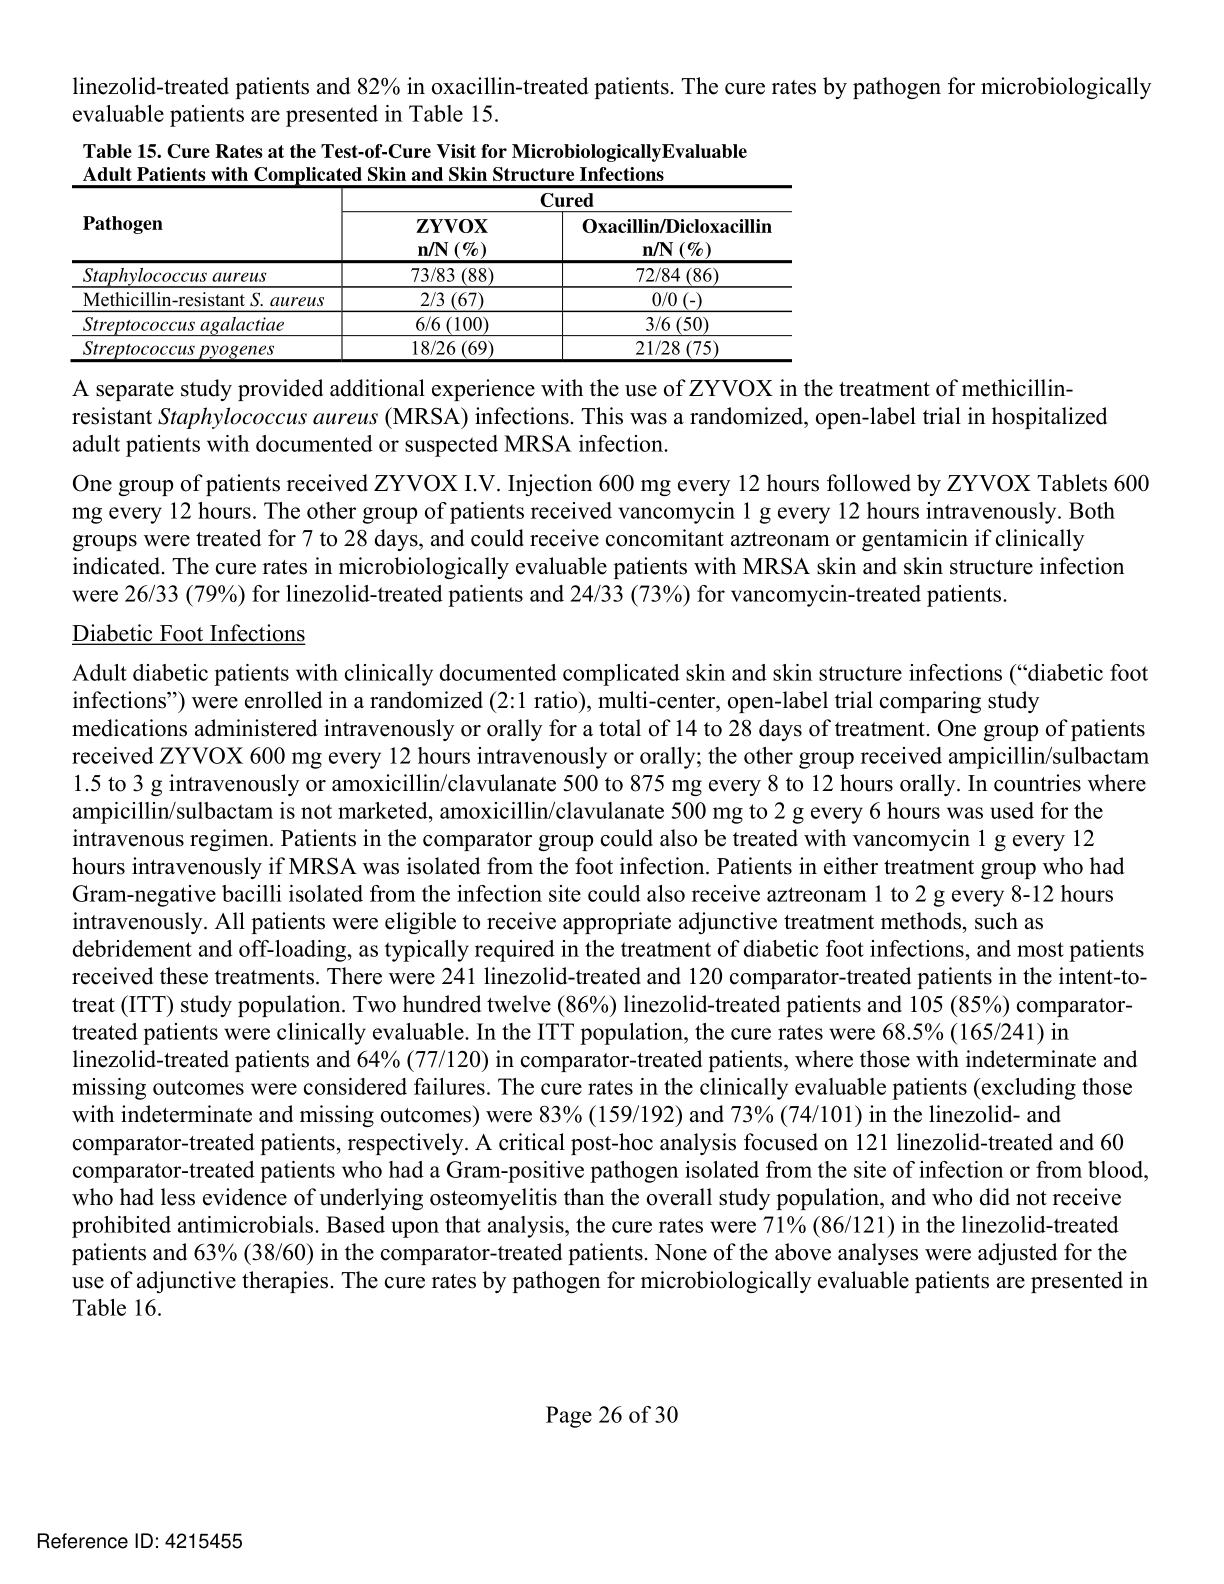 linezolid-treated patients and 82% in oxacillin-treated patients. The cure rates by pathogen for microbiologically
evaluable patients are presented in Table 15.
Table 15. Cure Rates at the Test-of-Cure Visit for MicrobiologicallyEvaluable
Adult Patients with Complicated Skin and Skin Structure Infections
Cured
Pathogen
ZYVOX Oxacillin/Dicloxacillin
n/N (%) n/N (%)
Staphylococcus aureus 73/83 (88) 72/84 (86)
Methicillin-resistant S. aureus 2/3 (67) 0/0 (-)
Streptococcus agalactiae 6/6 (100) 3/6 (50)
Streptococcus pyogenes 18/26 (69) 21/28 (75)
A separate study provided additional experience with the use of ZYVOX in the treatment of methicillin-
resistant Staphylococcus aureus (MRSA) infections. This was a randomized, open-label trial in hospitalized
adult patients with documented or suspected MRSA infection.
One group of patients received ZYVOX I.V. Injection 600 mg every 12 hours followed by ZYVOX Tablets 600
mg every 12 hours. The other group of patients received vancomycin 1 g every 12 hours intravenously. Both
groups were treated for 7 to 28 days, and could receive concomitant aztreonam or gentamicin if clinically
indicated. The cure rates in microbiologically evaluable patients with MRSA skin and skin structure infection
were 26/33 (79%) for linezolid-treated patients and 24/33 (73%) for vancomycin-treated patients.
Diabetic Foot Infections
Adult diabetic patients with clinically documented complicated skin and skin structure infections (“diabetic foot
infections”) were enrolled in a randomized (2:1 ratio), multi-center, open-label trial comparing study
medications administered intravenously or orally for a total of 14 to 28 days of treatment. One group of patients
received ZYVOX 600 mg every 12 hours intravenously or orally; the other group received ampicillin/sulbactam
1.5 to 3 g intravenously or amoxicillin/clavulanate 500 to 875 mg every 8 to 12 hours orally. In countries where
ampicillin/sulbactam is not marketed, amoxicillin/clavulanate 500 mg to 2 g every 6 hours was used for the
intravenous regimen. Patients in the comparator group could also be treated with vancomycin 1 g every 12
hours intravenously if MRSA was isolated from the foot infection. Patients in either treatment group who had
Gram-negative bacilli isolated from the infection site could also receive aztreonam 1 to 2 g every 8-12 hours
intravenously. All patients were eligible to receive appropriate adjunctive treatment methods, such as
debridement and off-loading, as typically required in the treatment of diabetic foot infections, and most patients
received these treatments. There were 241 linezolid-treated and 120 comparator-treated patients in the intent-to-
treat (ITT) study population. Two hundred twelve (86%) linezolid-treated patients and 105 (85%) comparator-
treated patients were clinically evaluable. In the ITT population, the cure rates were 68.5% (165/241) in
linezolid-treated patients and 64% (77/120) in comparator-treated patients, where those with indeterminate and
missing outcomes were considered failures. The cure rates in the clinically evaluable patients (excluding those
with indeterminate and missing outcomes) were 83% (159/192) and 73% (74/101) in the linezolid- and
comparator-treated patients, respectively. A critical post-hoc analysis focused on 121 linezolid-treated and 60
comparator-treated patients who had a Gram-positive pathogen isolated from the site of infection or from blood,
who had less evidence of underlying osteomyelitis than the overall study population, and who did not receive
prohibited antimicrobials. Based upon that analysis, the cure rates were 71% (86/121) in the linezolid-treated
patients and 63% (38/60) in the comparator-treated patients. None of the above analyses were adjusted for the
use of adjunctive therapies. The cure rates by pathogen for microbiologically evaluable patients are presented in
Table 16.
Page 26 of 30
Reference ID: 4215455